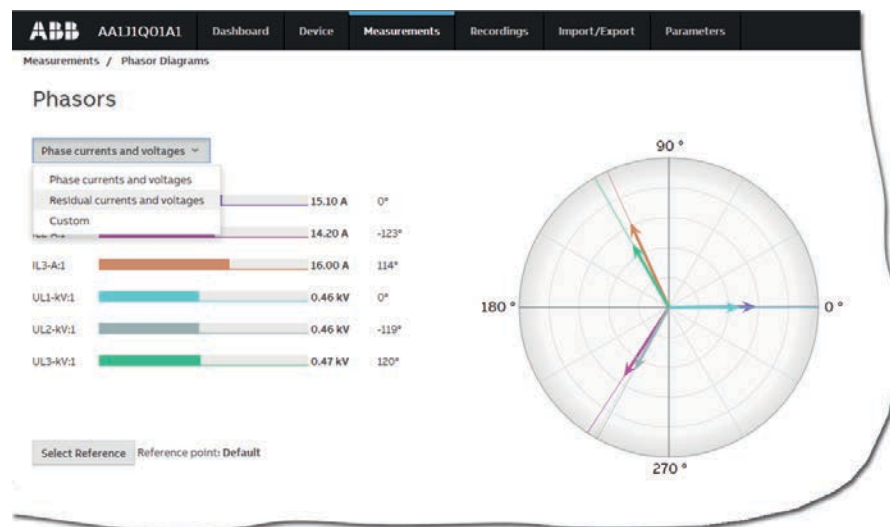 ABB AA1J1Q01A1 Dashboard Device Measurements Recordings Import/Export Parameters
Measurements / Phasor Diagrams
Phasors
Phase currents and voltages
Phase currents and voltages
Residual currents and voltages
Custom
15.10 A 0°
14.20 A -123°
IL3-A:1 16.00 A 114°
UL1-kV:1 0.46 kV 0°
UL2-kV:1 0.46 kV -119°
UL3-kV:1 0.47 kV 120°
Select Reference Reference point: Default
90 °
180 ° 0 °
270 °